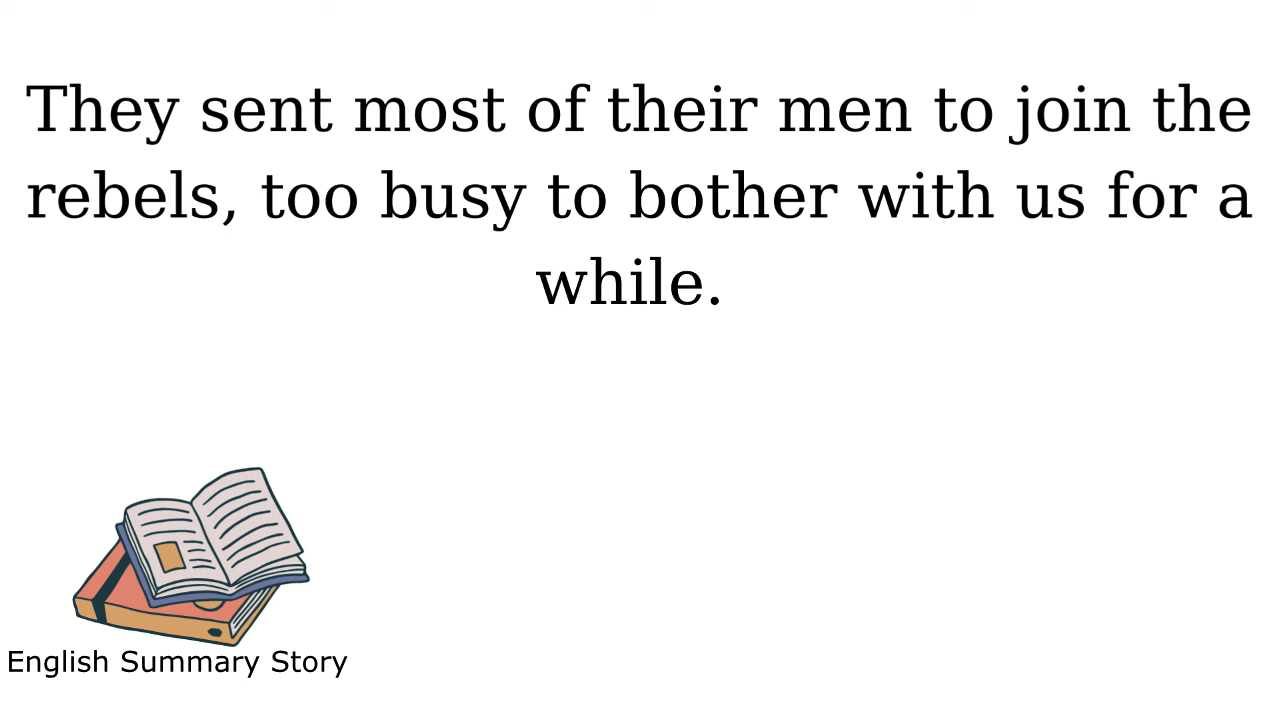 They sent most of their men to join the
rebels, too busy to bother with us for a
while.
English Summary Story